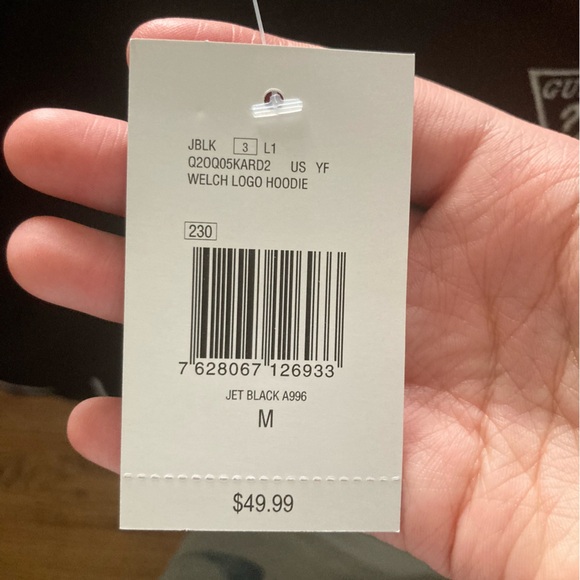 JBLK 3 L1
Q2OQ05KARD2 US YF
WELCH LOGO HOODIE
230
7 628067 126933
JET BLACK A996
M
$49.99